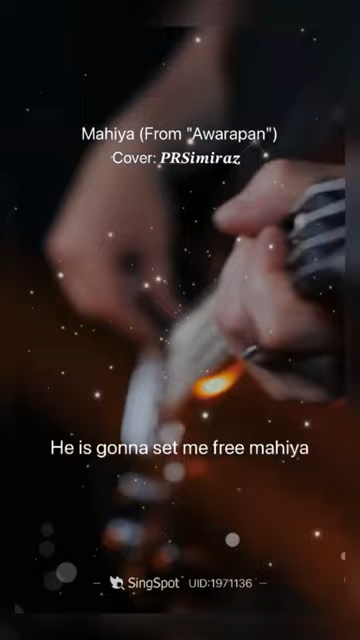 Mahiya (From "Awarapan")
Cover: PRSimiraz
He is gonna set me free mahiya
– SingSpot UID:1971136 –